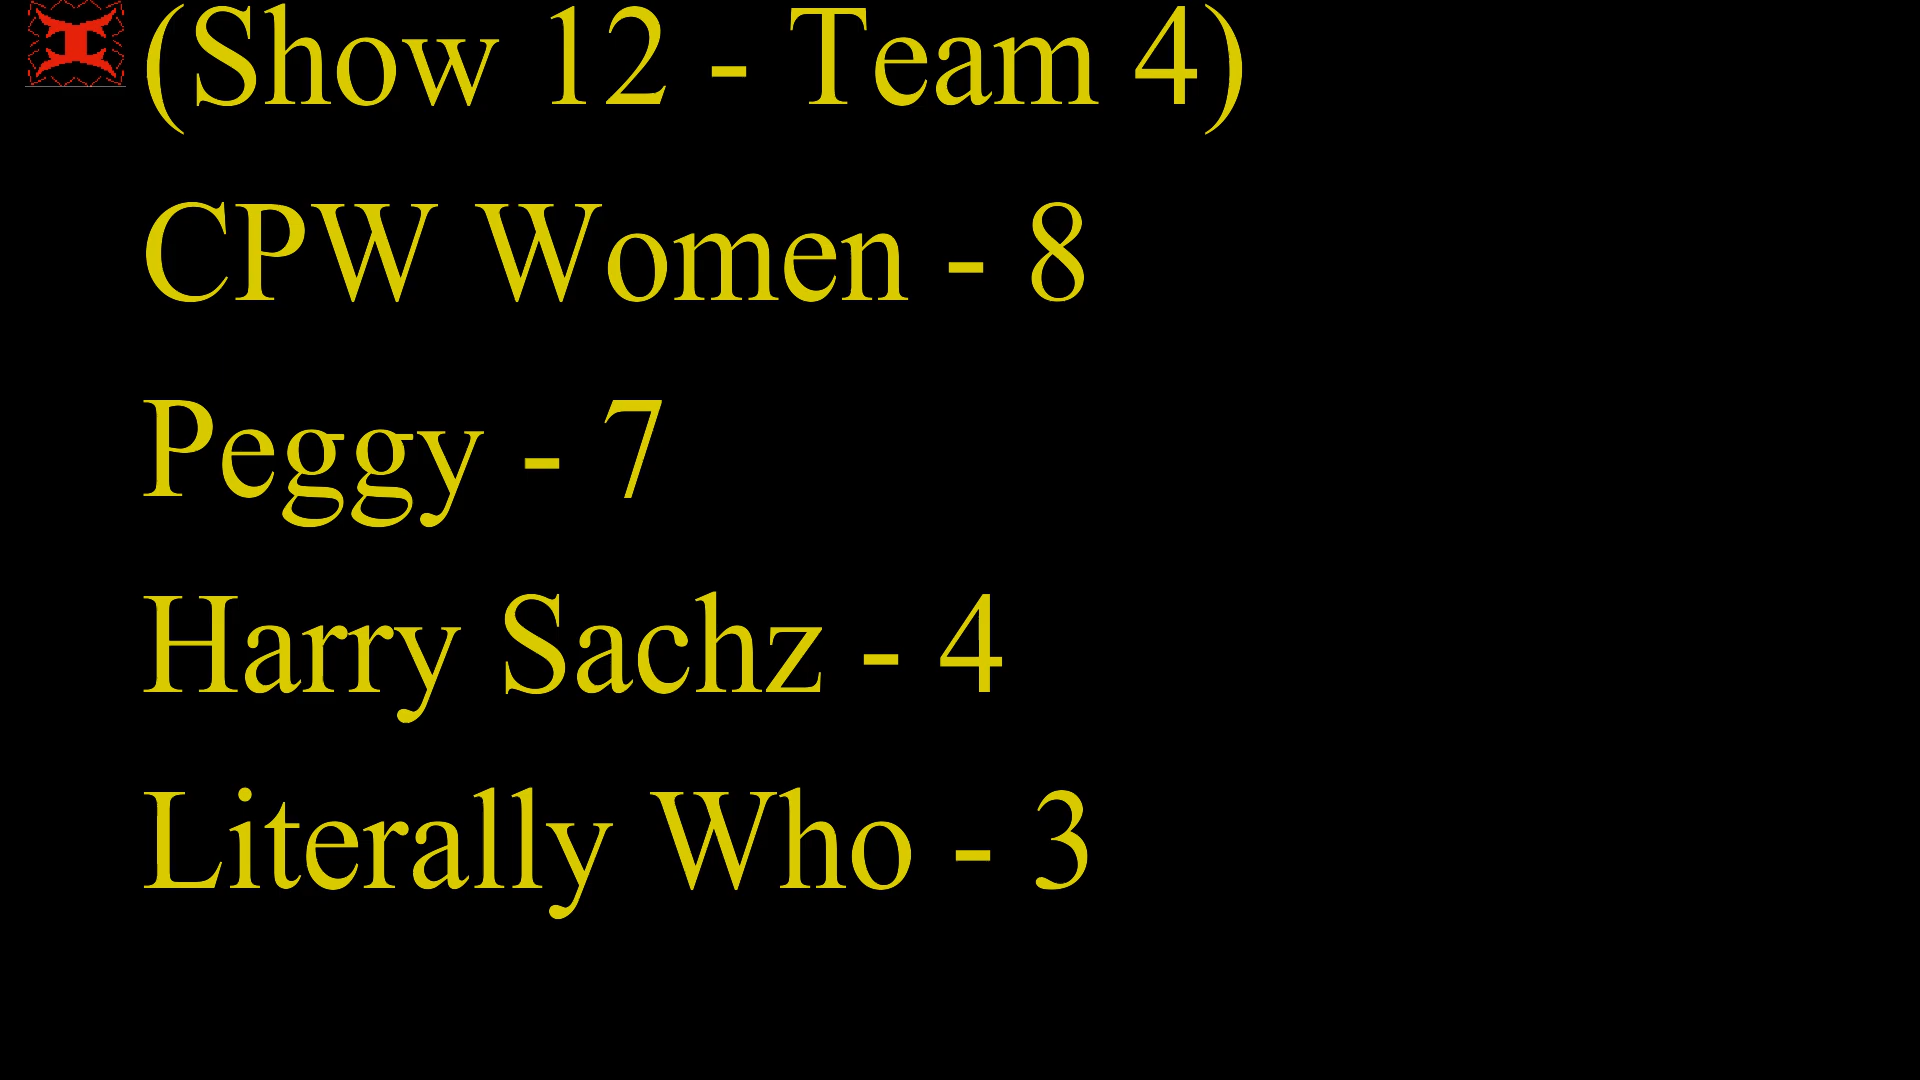 (Show 12 - Team 4)
CPW Women - 8
Peggy - 7
Harry Sachz - 4
Literally Who - 3